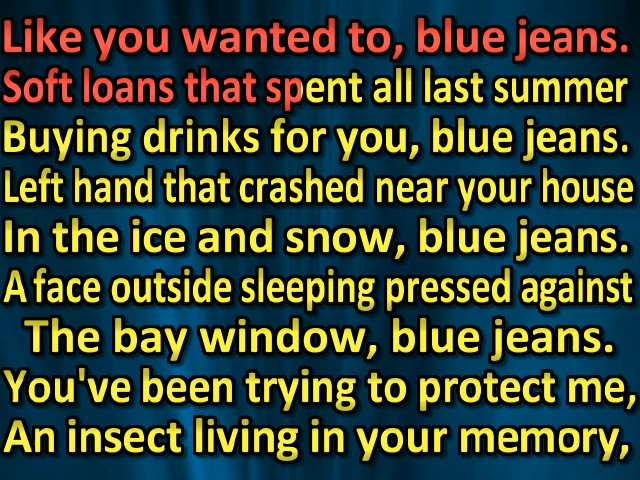 Like you wanted to, blue jeans.
Soft loans that spent all last summer
Buying drinks for you, blue jeans.
Left hand that crashed near your house
In the ice and snow, blue jeans.
A face outside sleeping pressed against
The bay window, blue jeans.
You've been trying to protect me,
An insect living in your memory,